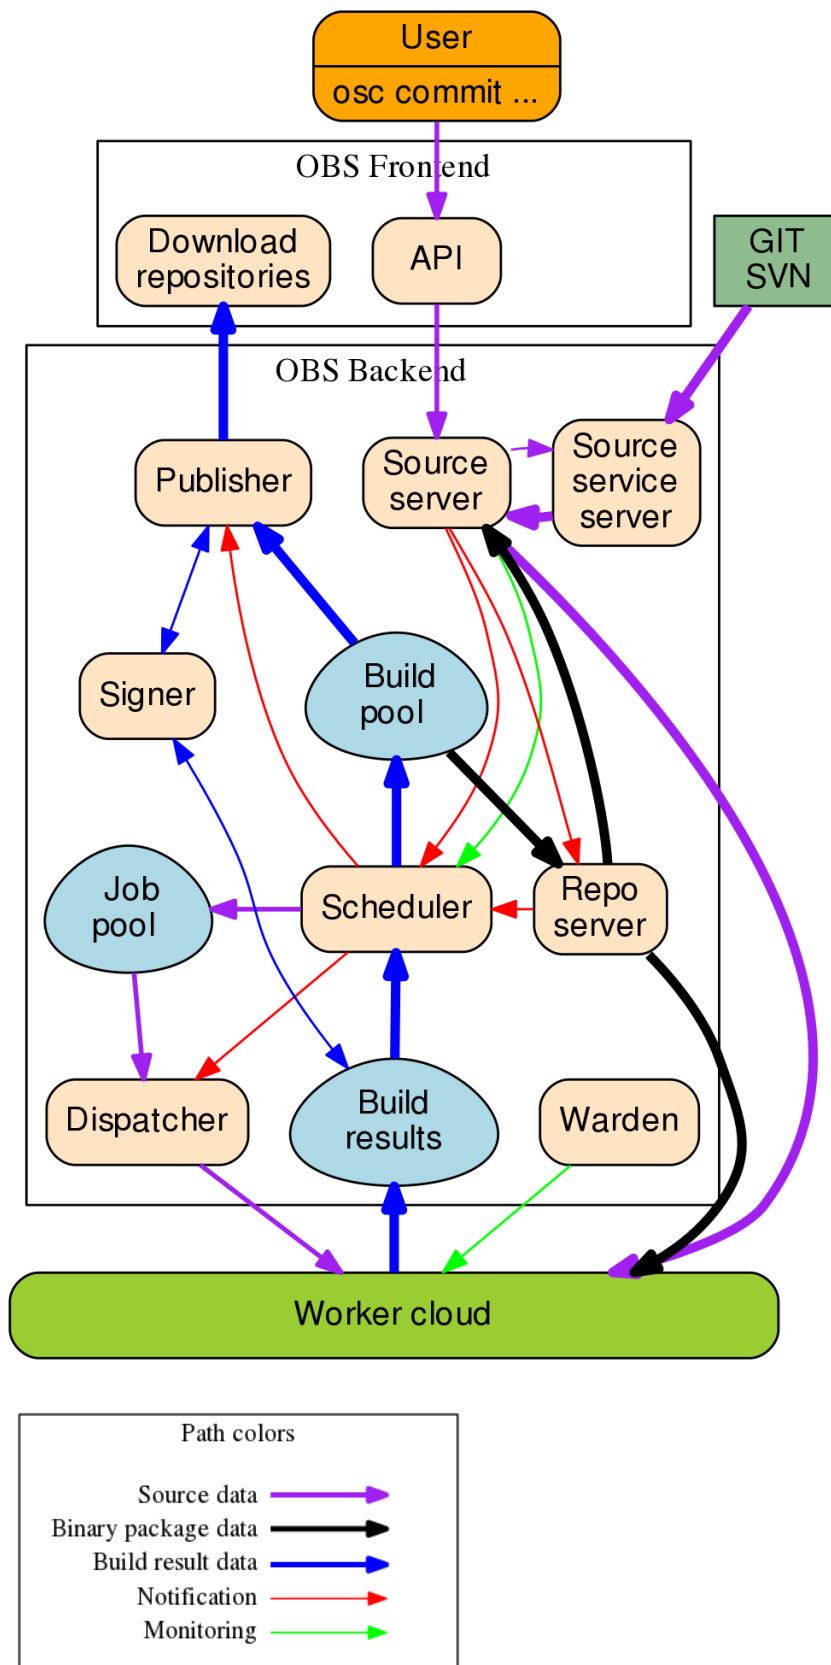 User
osc commit ...
OBS Frontend
Download
repositories
API
GIT
SVN
OBS Backend
Publisher
Source
server
Source
service
server
Build
pool
Signer
Job
pool
Scheduler
Repo
server
Dispatcher
Build
results
Warden
Worker cloud
Path colors
Source data
Binary package data
Build result data
Notification
Monitoring